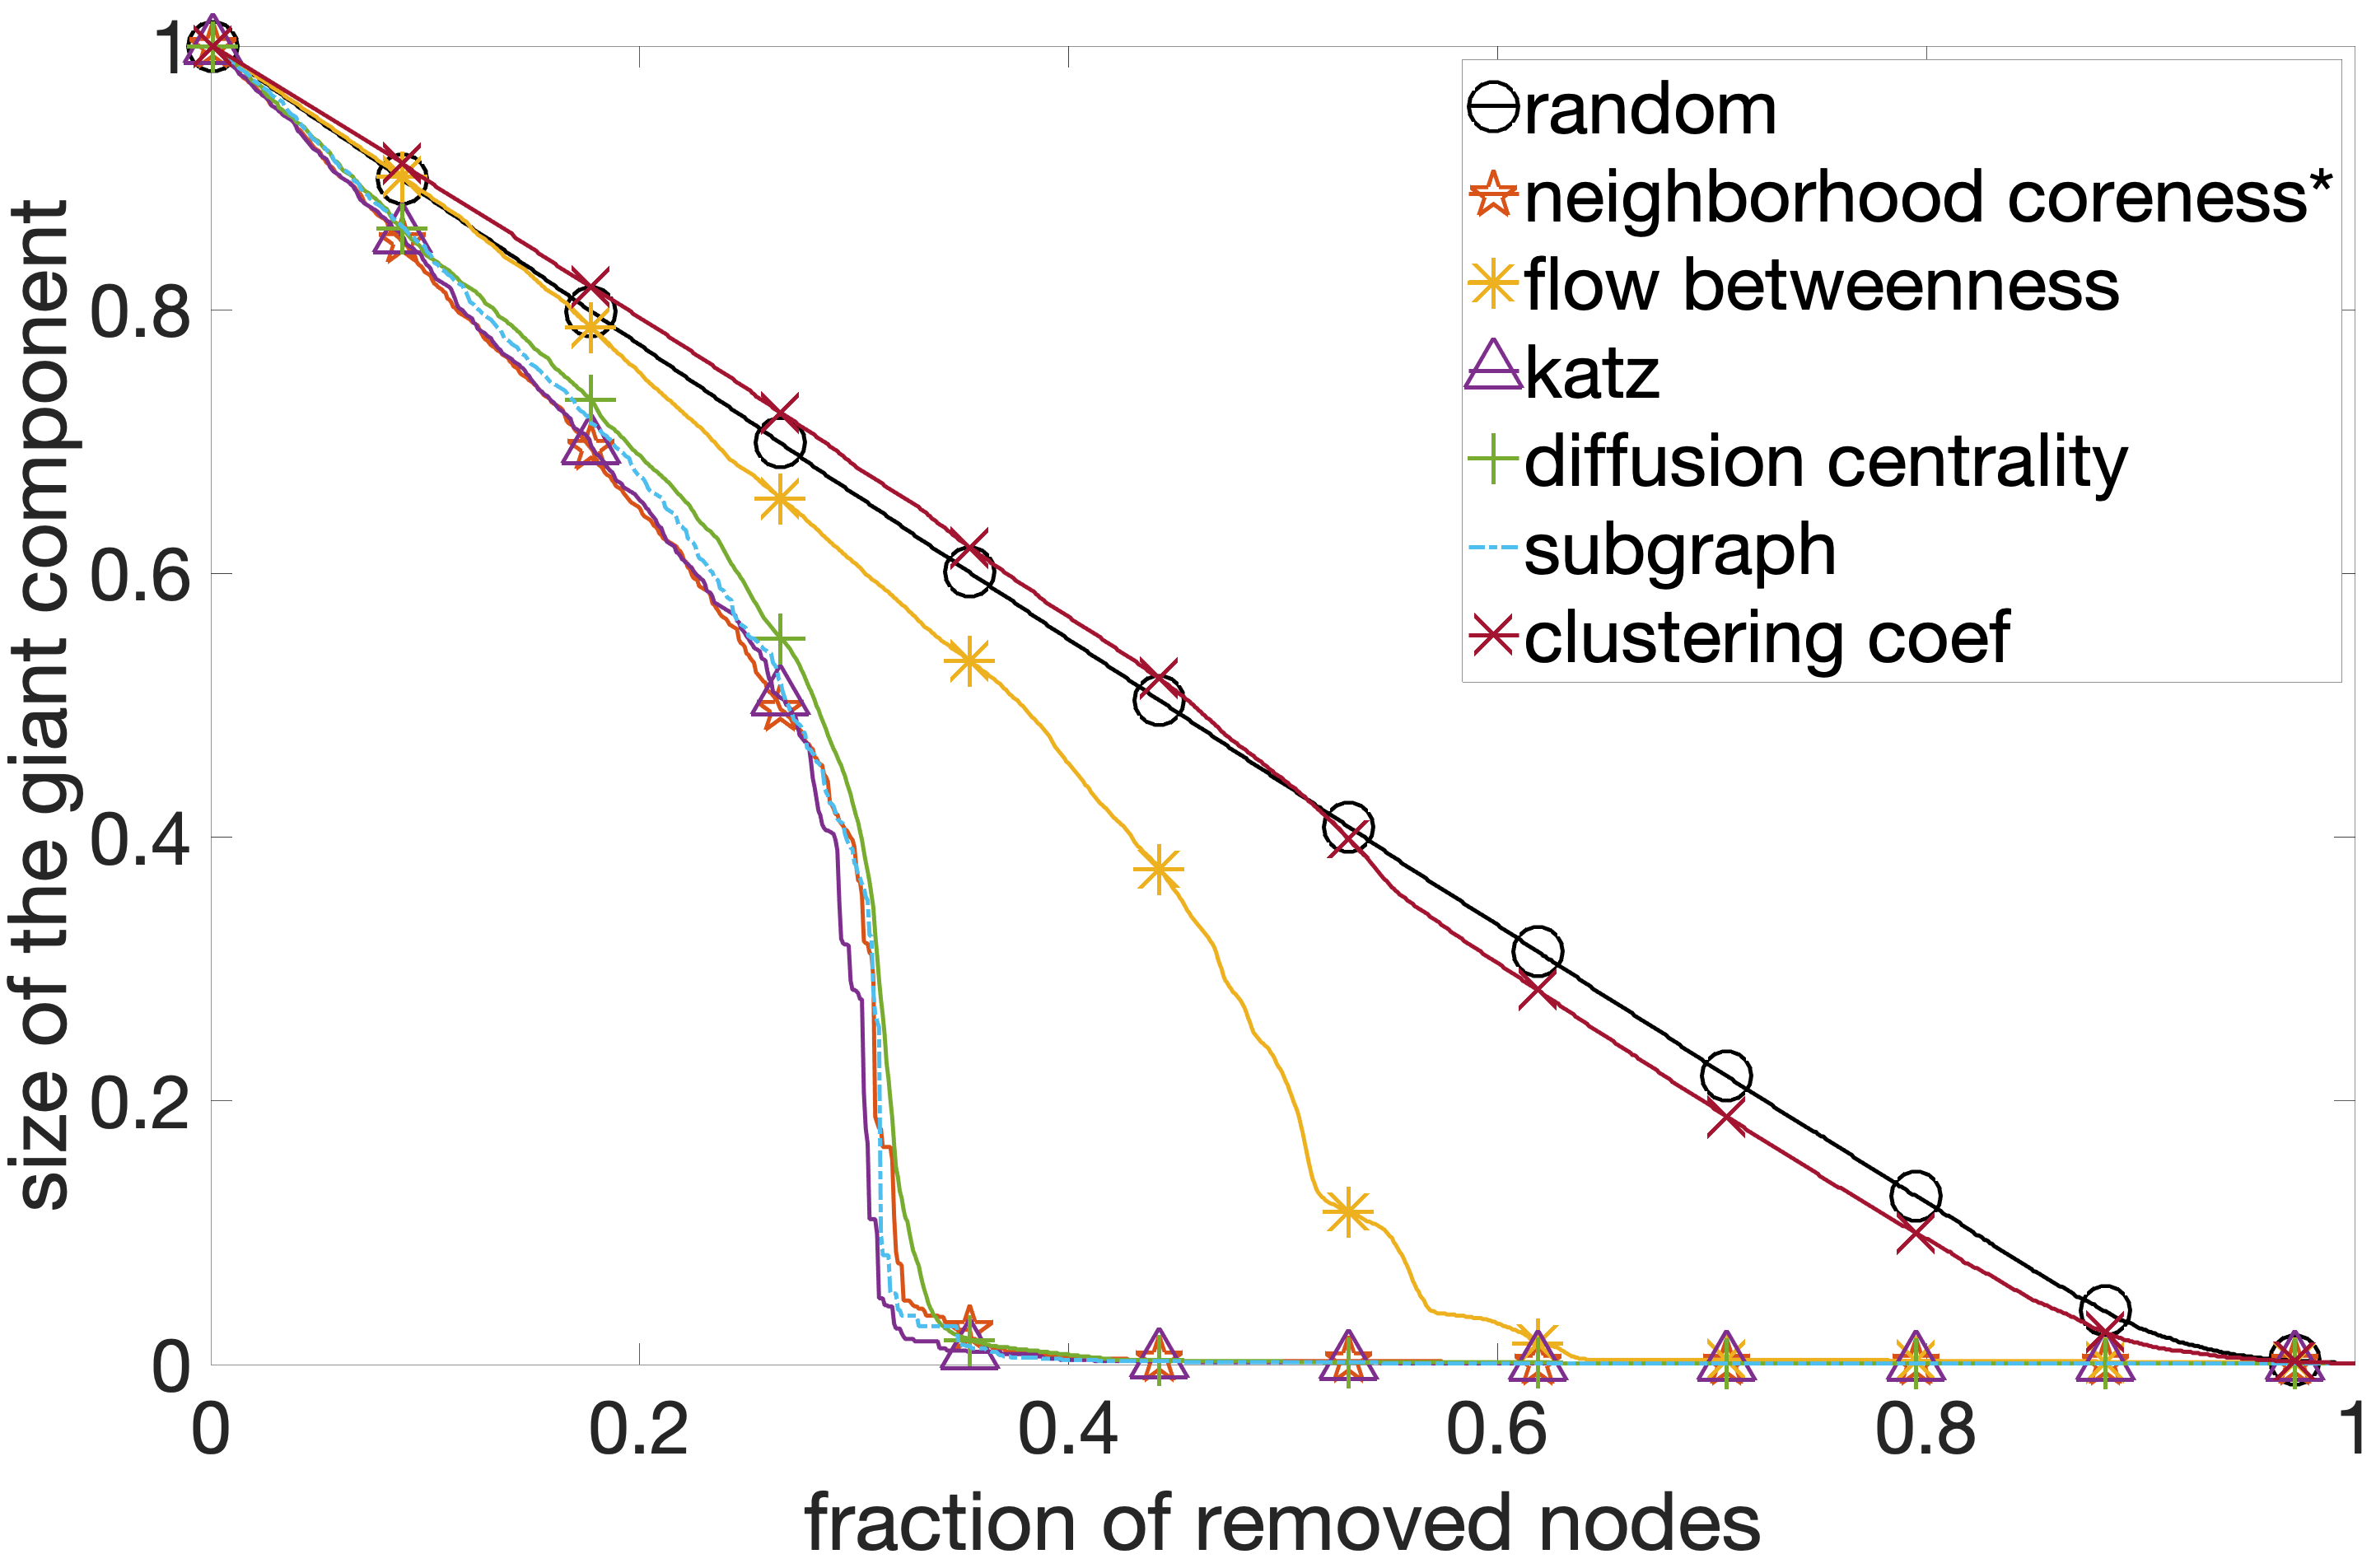 size of the giant component
1
0.8
0.6
0.4
0.2
0
0 0.2 0.4 0.6 0.8 1
fraction of removed nodes
random
neighborhood coreness*
flow betweenness
katz
diffusion centrality
subgraph
clustering coef